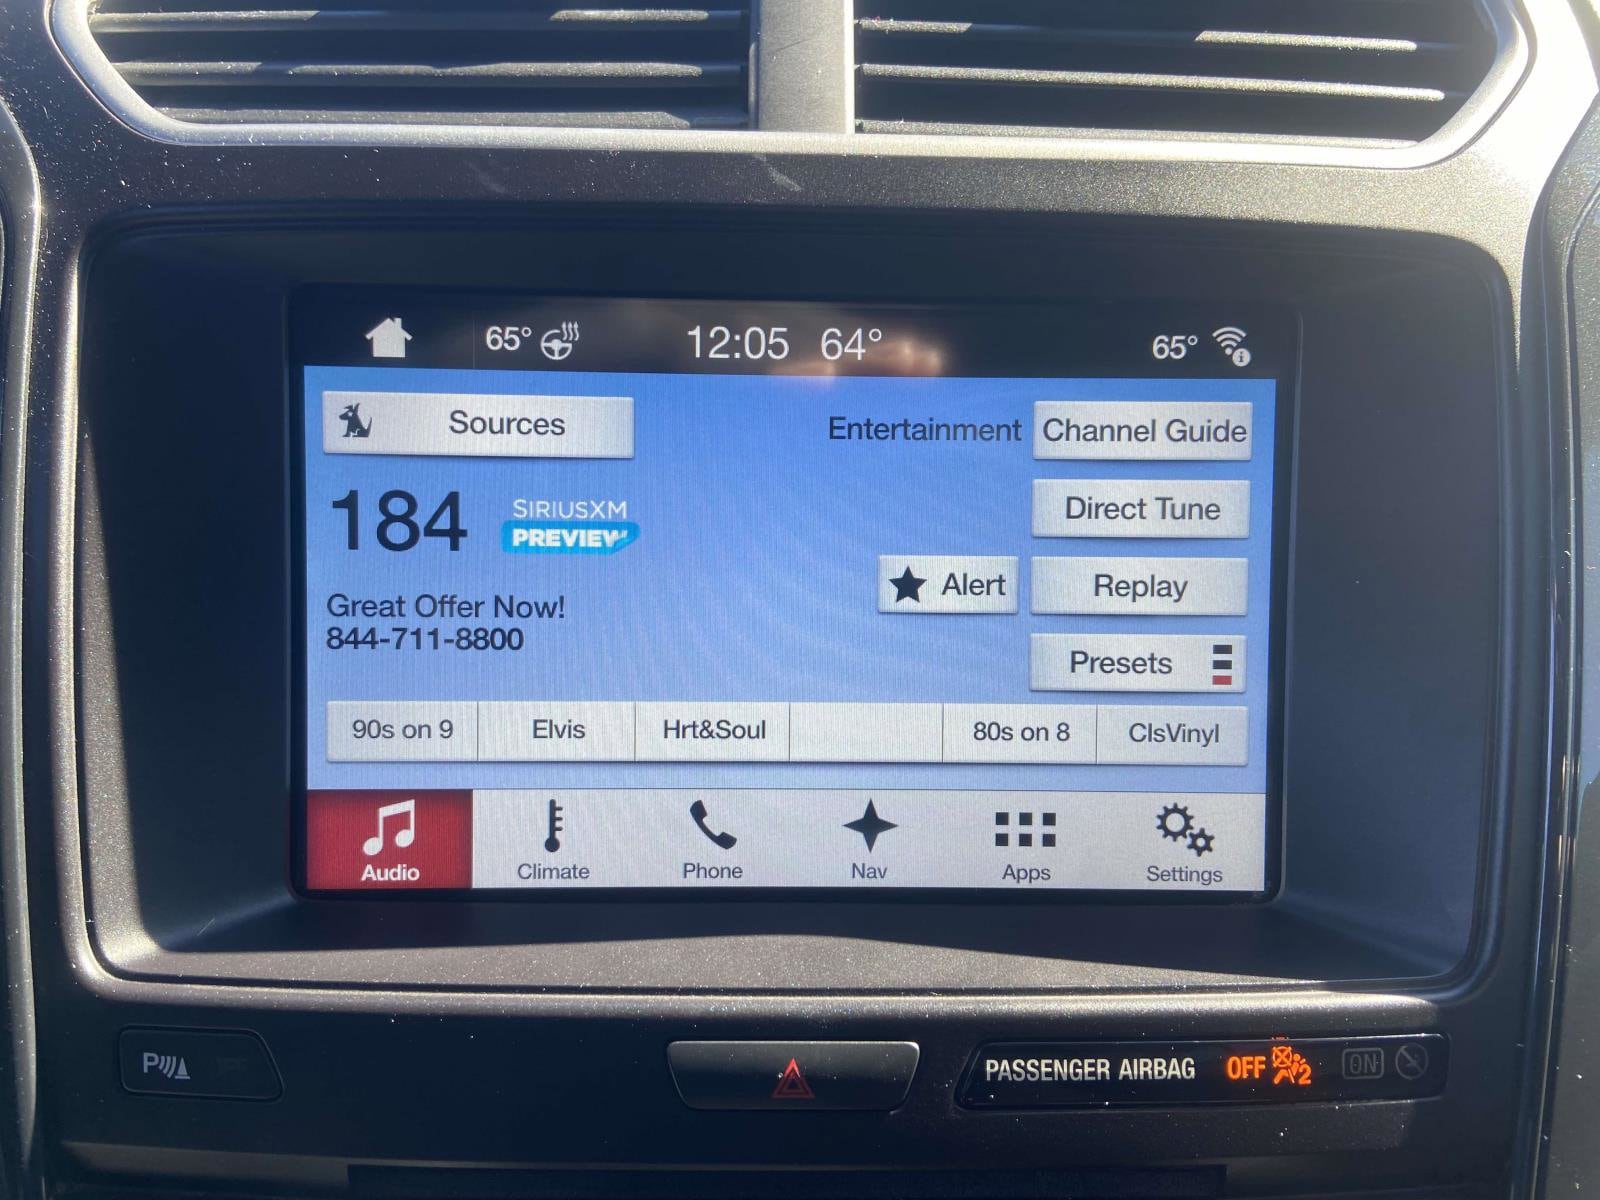 65° 12:05 64° 65°
Sources
Entertainment Channel Guide
184 SIRIUSXM
PREVIEW
Direct Tune
Alert Replay
Great Offer Now!
844-711-8800
Presets
90s on 9 Elvis Hrt&Soul 80s on 8 ClsVinyl
Audio Climate Phone Nav Apps Settings
P PASSENGER AIRBAG OFF 2 ON